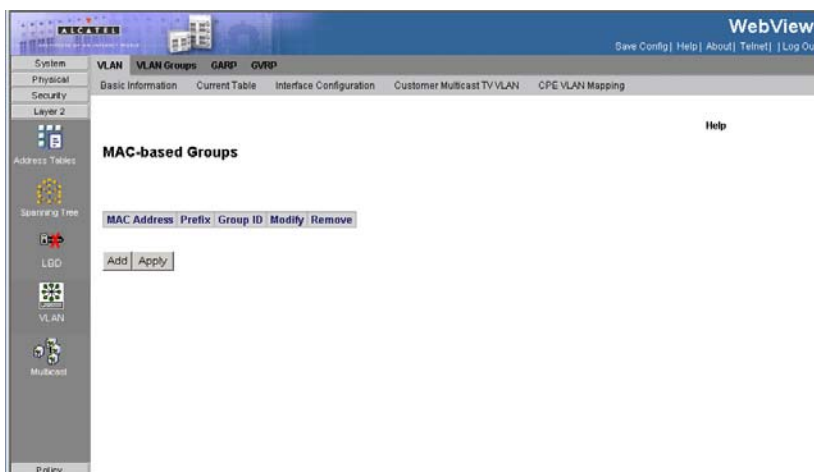 ALCATEL
WebView
Save Config| Help| About| Telnet| |Log Ou
System
Physical
Security
Layer 2
Address Tables
Spanning Tree
LBD
VLAN
Multicast
Policy
VLAN VLAN Groups GARP GVRP
Basic Information Current Table Interface Configuration Customer Multicast TV VLAN CPE VLAN Mapping
Help
MAC-based Groups
MAC Address Prefix Group ID Modify Remove
Add Apply